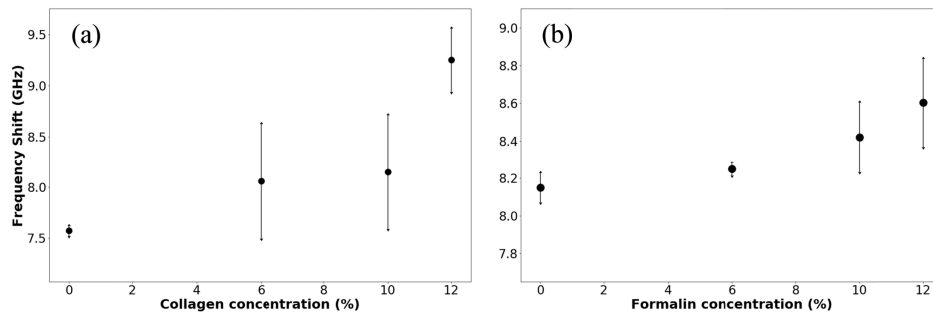 (a)
Frequency Shift (GHz)
9.5
9.0
8.5
8.0
7.5
0 2 4 6 8 10 12
Collagen concentration (%)
(b)
9.0
8.8
8.6
8.4
8.2
8.0
7.8
0 2 4 6 8 10 12
Formalin concentration (%)